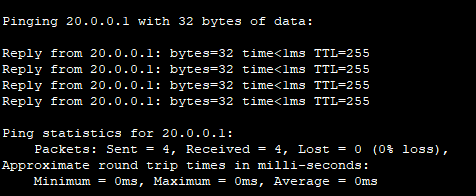 Pinging 20.0.0.1 with 32 bytes of data:
Reply from 20.0.0.1: bytes=32 time<1ms TTL=255
Reply from 20.0.0.1: bytes=32 time<1ms TTL=255
Reply from 20.0.0.1: bytes=32 time<1ms TTL=255
Reply from 20.0.0.1: bytes=32 time<1ms TTL=255
Ping statistics for 20.0.0.1:
Packets: Sent = 4, Received = 4, Lost = 0 (0% loss),
Approximate round trip times in milli-seconds:
Minimum = 0ms, Maximum = 0ms, Average = 0ms